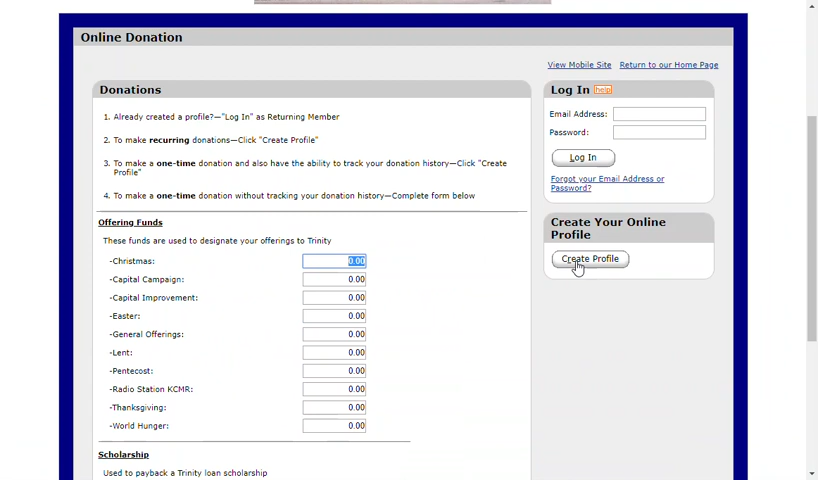 Online Donation
View Mobile Site Return to our Home Page
Donations
1. Already created a profile?—"Log In" as Returning Member
2. To make recurring donations—Click "Create Profile"
3. To make a one-time donation and also have the ability to track your donation history—Click "Create
Profile"
4. To make a one-time donation without tracking your donation history—Complete form below
Offering Funds
These funds are used to designate your offerings to Trinity
-Christmas: 0.00
-Capital Campaign: 0.00
-Capital Improvement: 0.00
-Easter: 0.00
-General Offerings: 0.00
-Lent: 0.00
-Pentecost: 0.00
-Radio Station KCMR: 0.00
-Thanksgiving: 0.00
-World Hunger: 0.00
Scholarship
Used to payback a Trinity loan scholarship
Log In help
Email Address:
Password:
Log In
Forgot your Email Address or
Password?
Create Your Online
Profile
Create Profile